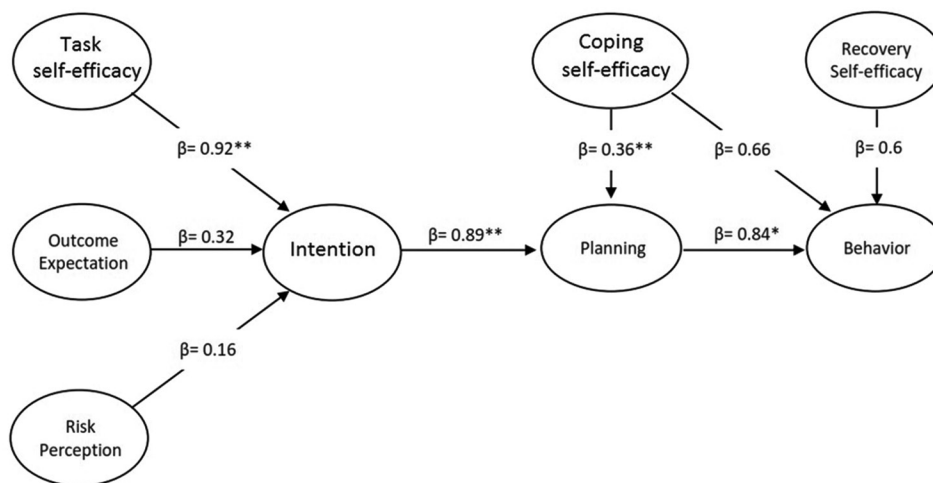 Task
self-efficacy
Coping
self-efficacy
Recovery
Self-efficacy
β= 0.92**
β= 0.36**
β= 0.66
β= 0.6
Outcome
Expectation
β= 0.32
Intention
β= 0.89**
Planning
β= 0.84*
Behavior
β= 0.16
Risk
Perception